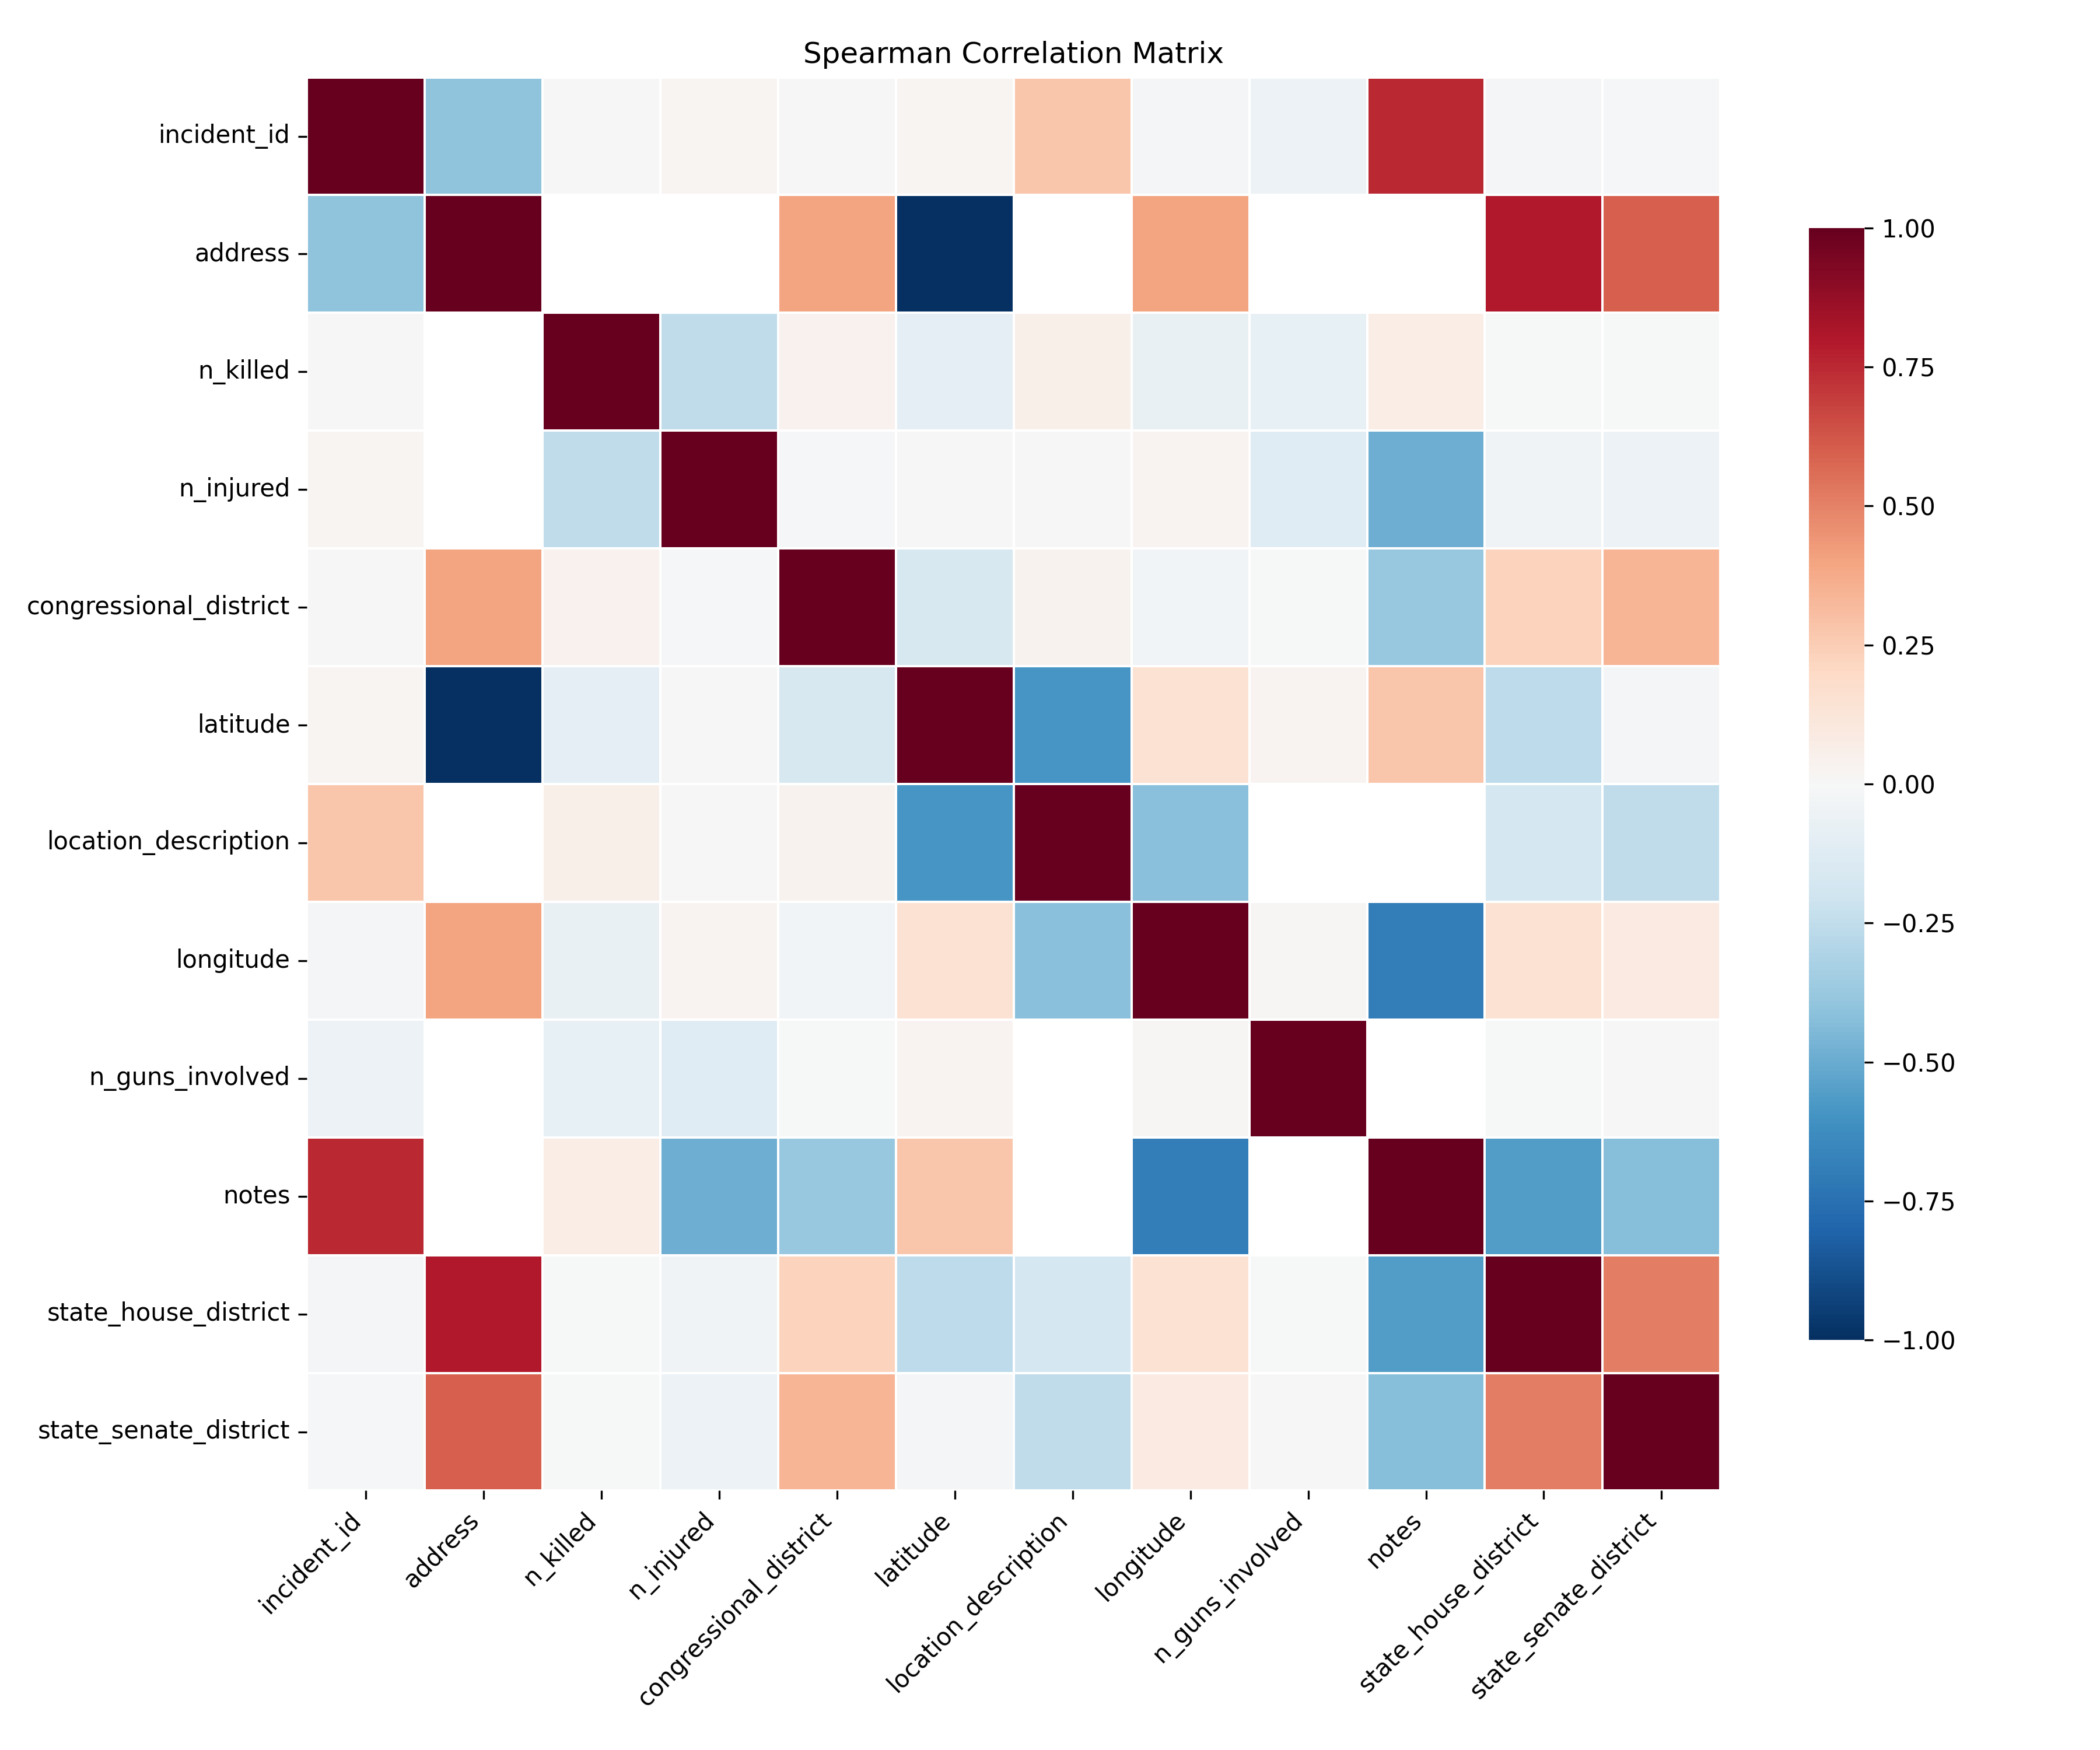 Spearman Correlation Matrix
incident_id
address
n_killed
n_injured
congressional_district
latitude
location_description
longitude
n_guns_involved
notes
state_house_district
state_senate_district
incident_id
address
n_killed
n_injured
congressional_district
latitude
location_description
longitude
n_guns_involved
notes
state_house_district
state_senate_district
1.00
0.75
0.50
0.25
0.00
−0.25
−0.50
−0.75
−1.00